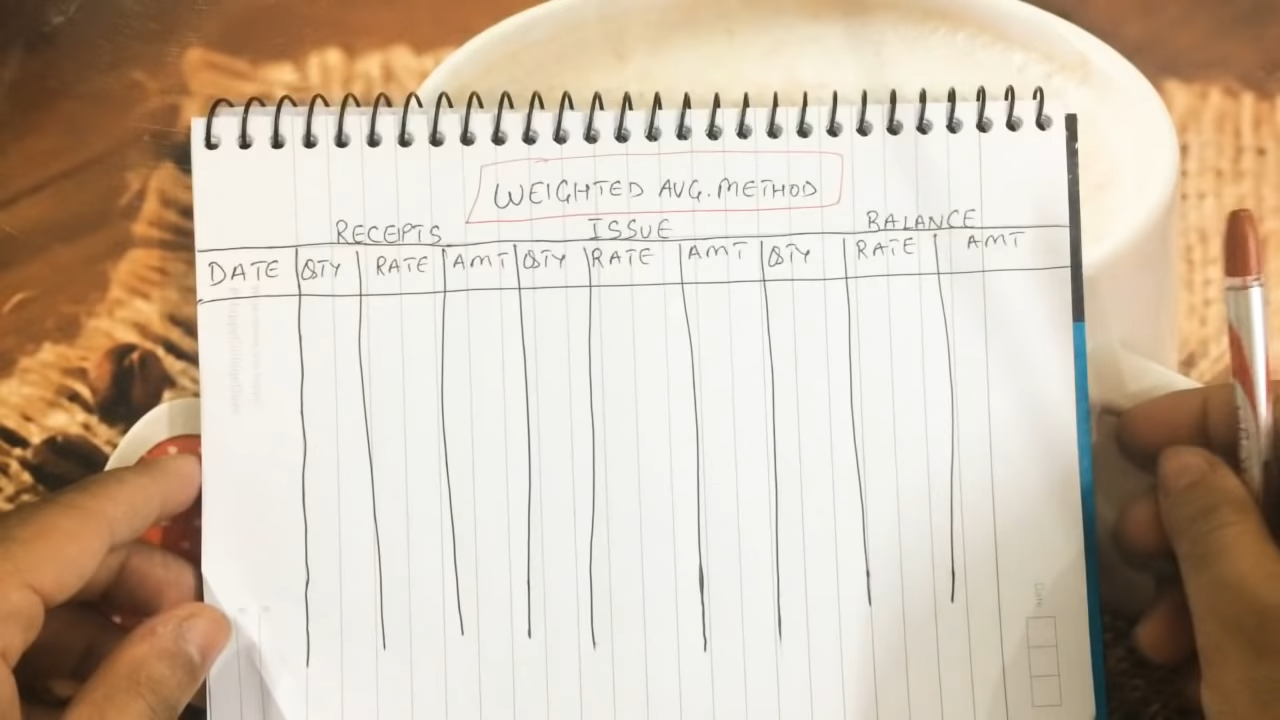 WEIGHTED AVG. METHOD
RECEIPTS ISSUE BALANCE
DATE QTY RATE AMT QTY RATE AMT QTY RATE AMT